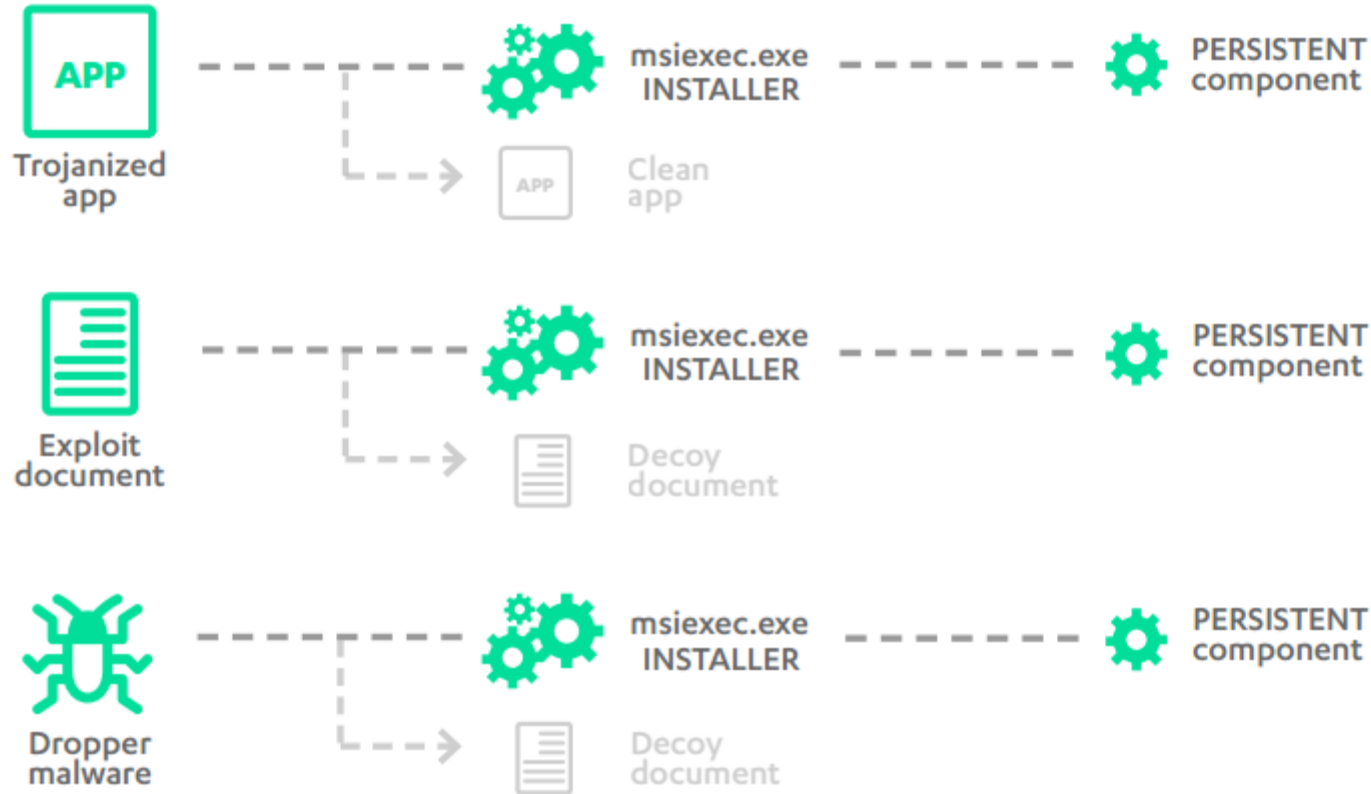 APP
Trojanized
app
msiexec.exe
INSTALLER
PERSISTENT
component
APP
Clean
app
Exploit
document
msiexec.exe
INSTALLER
PERSISTENT
component
Decoy
document
Dropper
malware
msiexec.exe
INSTALLER
PERSISTENT
component
Decoy
document